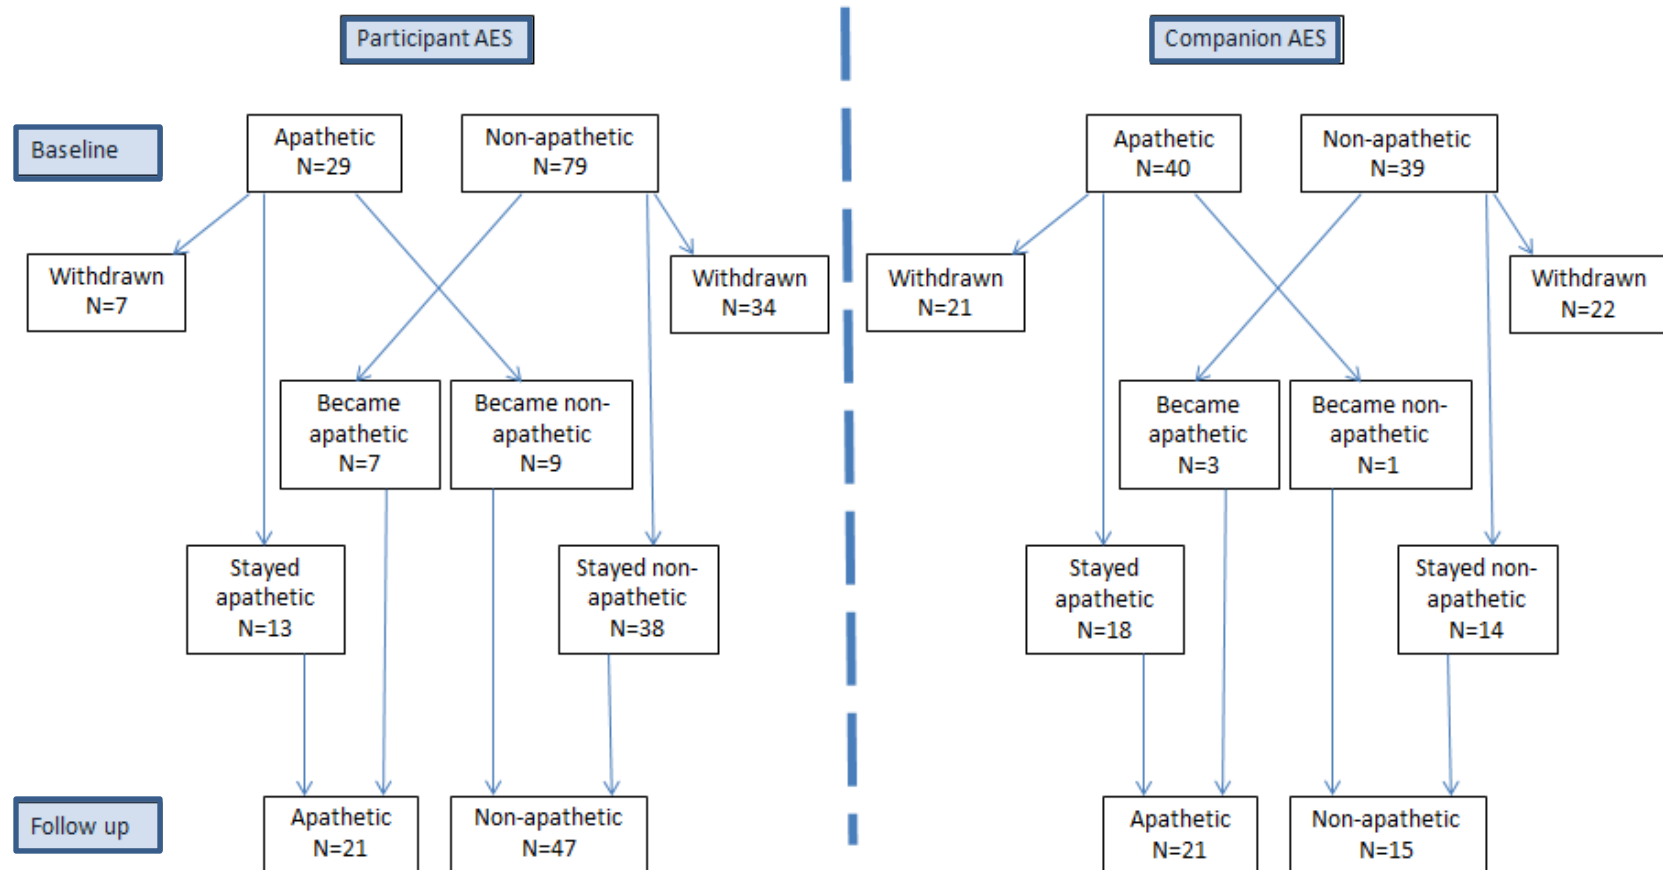 Participant AES
Companion AES
Baseline
Apathetic
N=29
Non-apathetic
N=79
Apathetic
N=40
Non-apathetic
N=39
Withdrawn
N=7
Withdrawn
N=34
Withdrawn
N=21
Withdrawn
N=22
Became
apathetic
N=7
Became non-
apathetic
N=9
Became
apathetic
N=3
Became non-
apathetic
N=1
Stayed
apathetic
N=13
Stayed non-
apathetic
N=38
Stayed
apathetic
N=18
Stayed non-
apathetic
N=14
Follow up
Apathetic
N=21
Non-apathetic
N=47
Apathetic
N=21
Non-apathetic
N=15